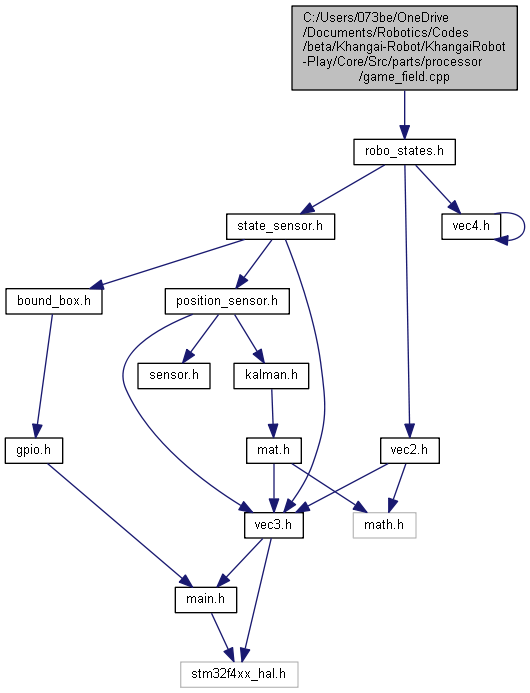 C:/Users/073be/OneDrive
/Documents/Robotics/Codes
/beta/Khangai-Robot/KhangaiRobot
-Play/Core/Src/parts/processor
/game_field.cpp
robo_states.h
state_sensor.h
vec4.h
bound_box.h
position_sensor.h
sensor.h
kalman.h
gpio.h
mat.h
vec2.h
vec3.h
math.h
main.h
stm32f4xx_hal.h